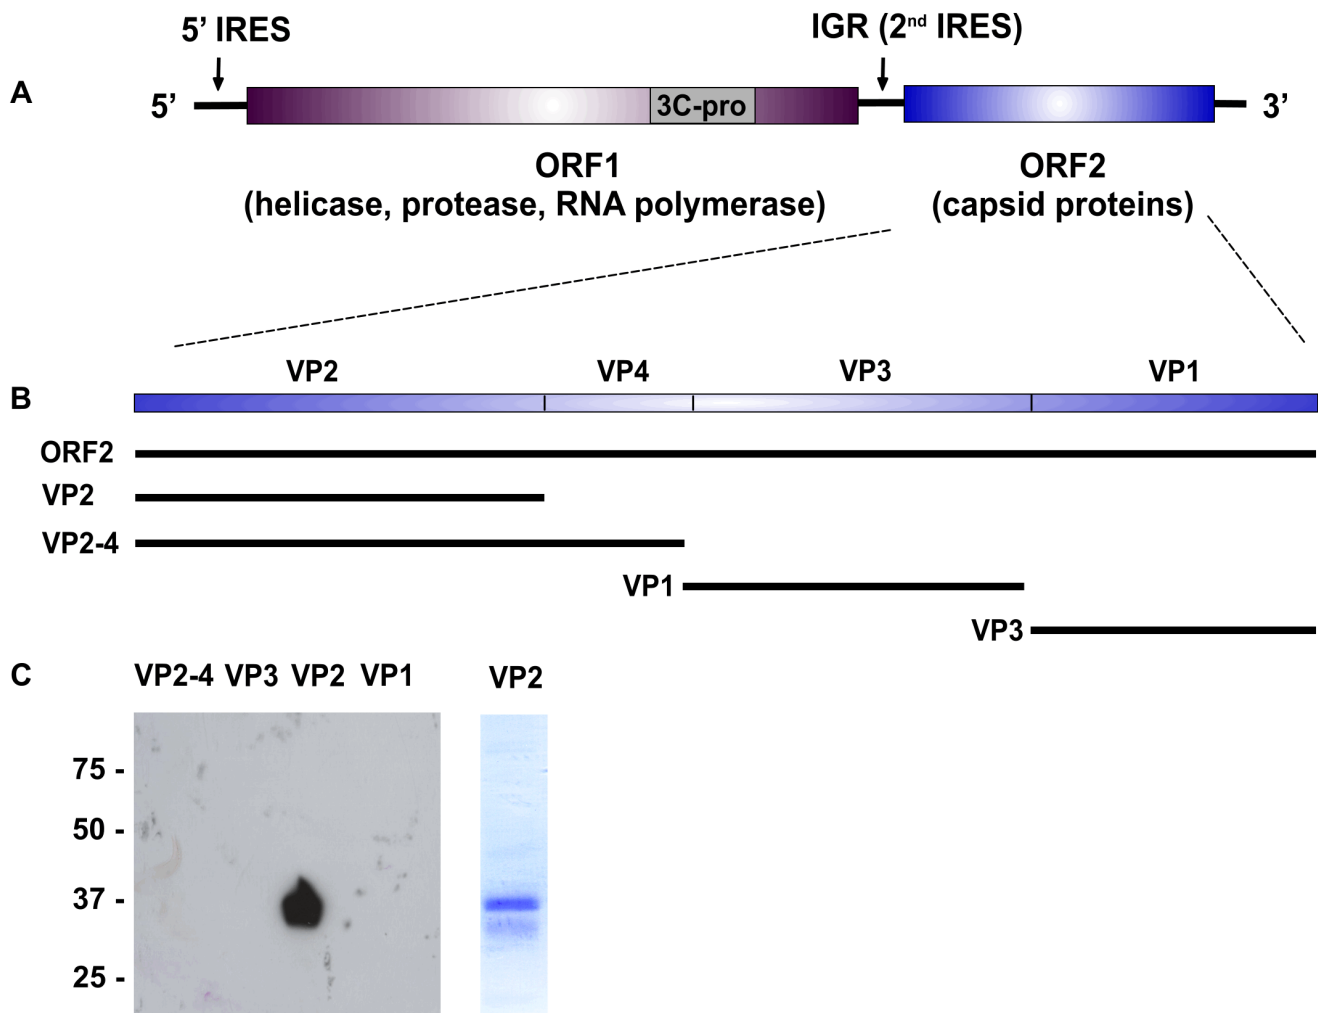 5’ IRES
IGR (2nd IRES)
A
5’
3C-pro
3’
ORF1
(helicase, protease, RNA polymerase)
ORF2
(capsid proteins)
VP2
VP4
VP3
VP1
B
ORF2
VP2
VP2-4
VP1
VP3
C
VP2-4 VP3 VP2 VP1
VP2
75 -
50 -
37 -
25 -